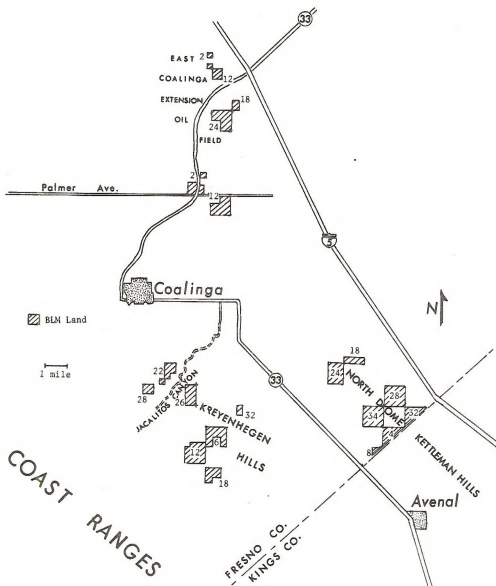 33
EAST 2
COALINGA 12
EXTENSION 18
OIL
24
FIELD
2
Palmer Ave.
12
5
Coalinga
N
BLM Land
1 mile
18
24
NORTH DOME
28
34
32
22
28
JACALITOS CANYON
26
33
32
KREYENHEGEN
HILLS
6
12
18
4
8
KETTLEMAN HILLS
COAST RANGES
Avenal
FRESNO CO.
KINGS CO.